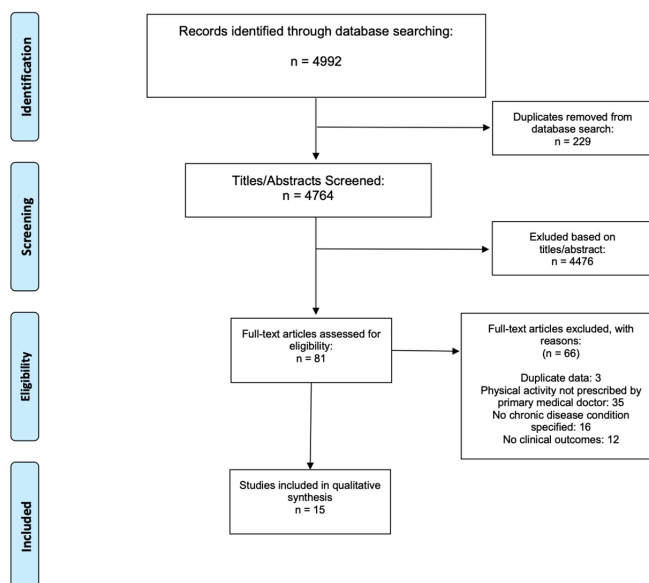 Identification
Records identified through database searching:
n = 4992
Duplicates removed from
database search:
n = 229
Screening
Titles/Abstracts Screened:
n = 4764
Exluded based on
titles/abstract:
n = 4476
Eligibility
Full-text articles assessed for
eligibility:
n = 81
Full-text articles excluded, with
reasons:
(n = 66)
Duplicate data: 3
Physical activity not prescribed by
primary medical doctor: 35
No chronic disease condition
specified: 16
No clinical outcomes: 12
Included
Studies included in qualitative
synthesis
n = 15